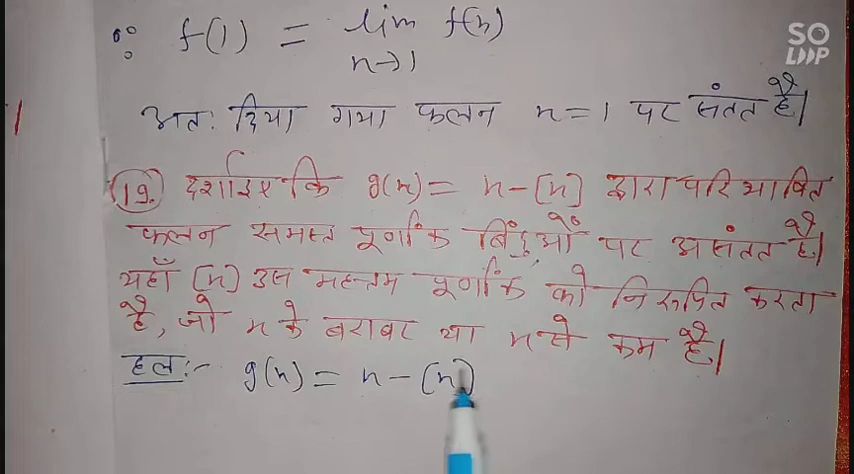 ∵ f(1) = lim f(x)
x→1
अतः दिया गया फलन x = 1 पर संतत है।
19. दर्शाइए कि g(x) = x - [x] द्वारा परिभाषित
फलन समस्त पूर्णांक बिंदुओं पर असंतत है।
यहाँ [x] उस महत्तम पूर्णांक को निरूपित करता
है, जो x के बराबर या x से कम है।
हल:- g(x) = x - [x]
SO
LOOP